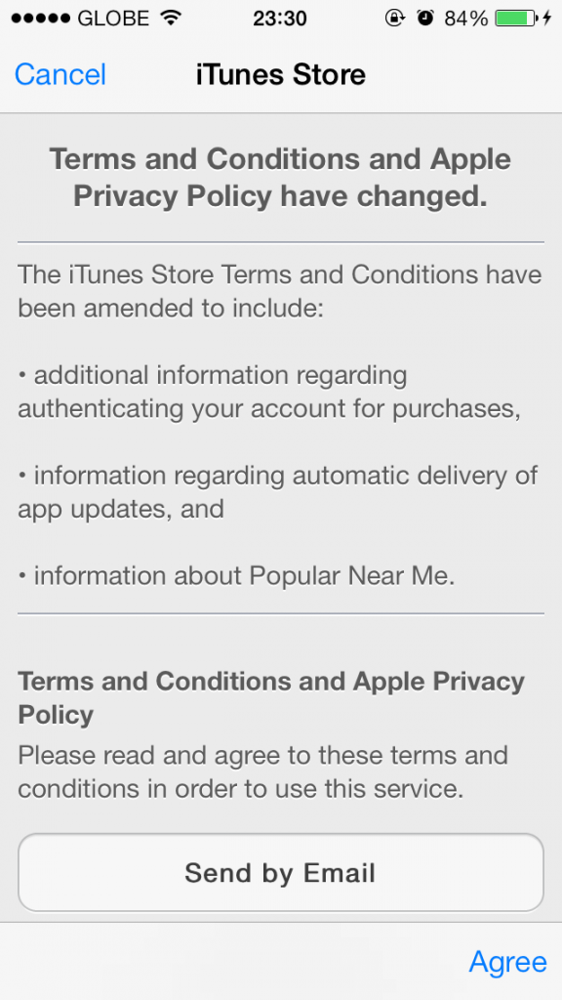 GLOBE 23:30 84%
Cancel iTunes Store
Terms and Conditions and Apple
Privacy Policy have changed.
The iTunes Store Terms and Conditions have
been amended to include:
• additional information regarding
authenticating your account for purchases,
• information regarding automatic delivery of
app updates, and
• information about Popular Near Me.
Terms and Conditions and Apple Privacy
Policy
Please read and agree to these terms and
conditions in order to use this service.
Send by Email
Agree